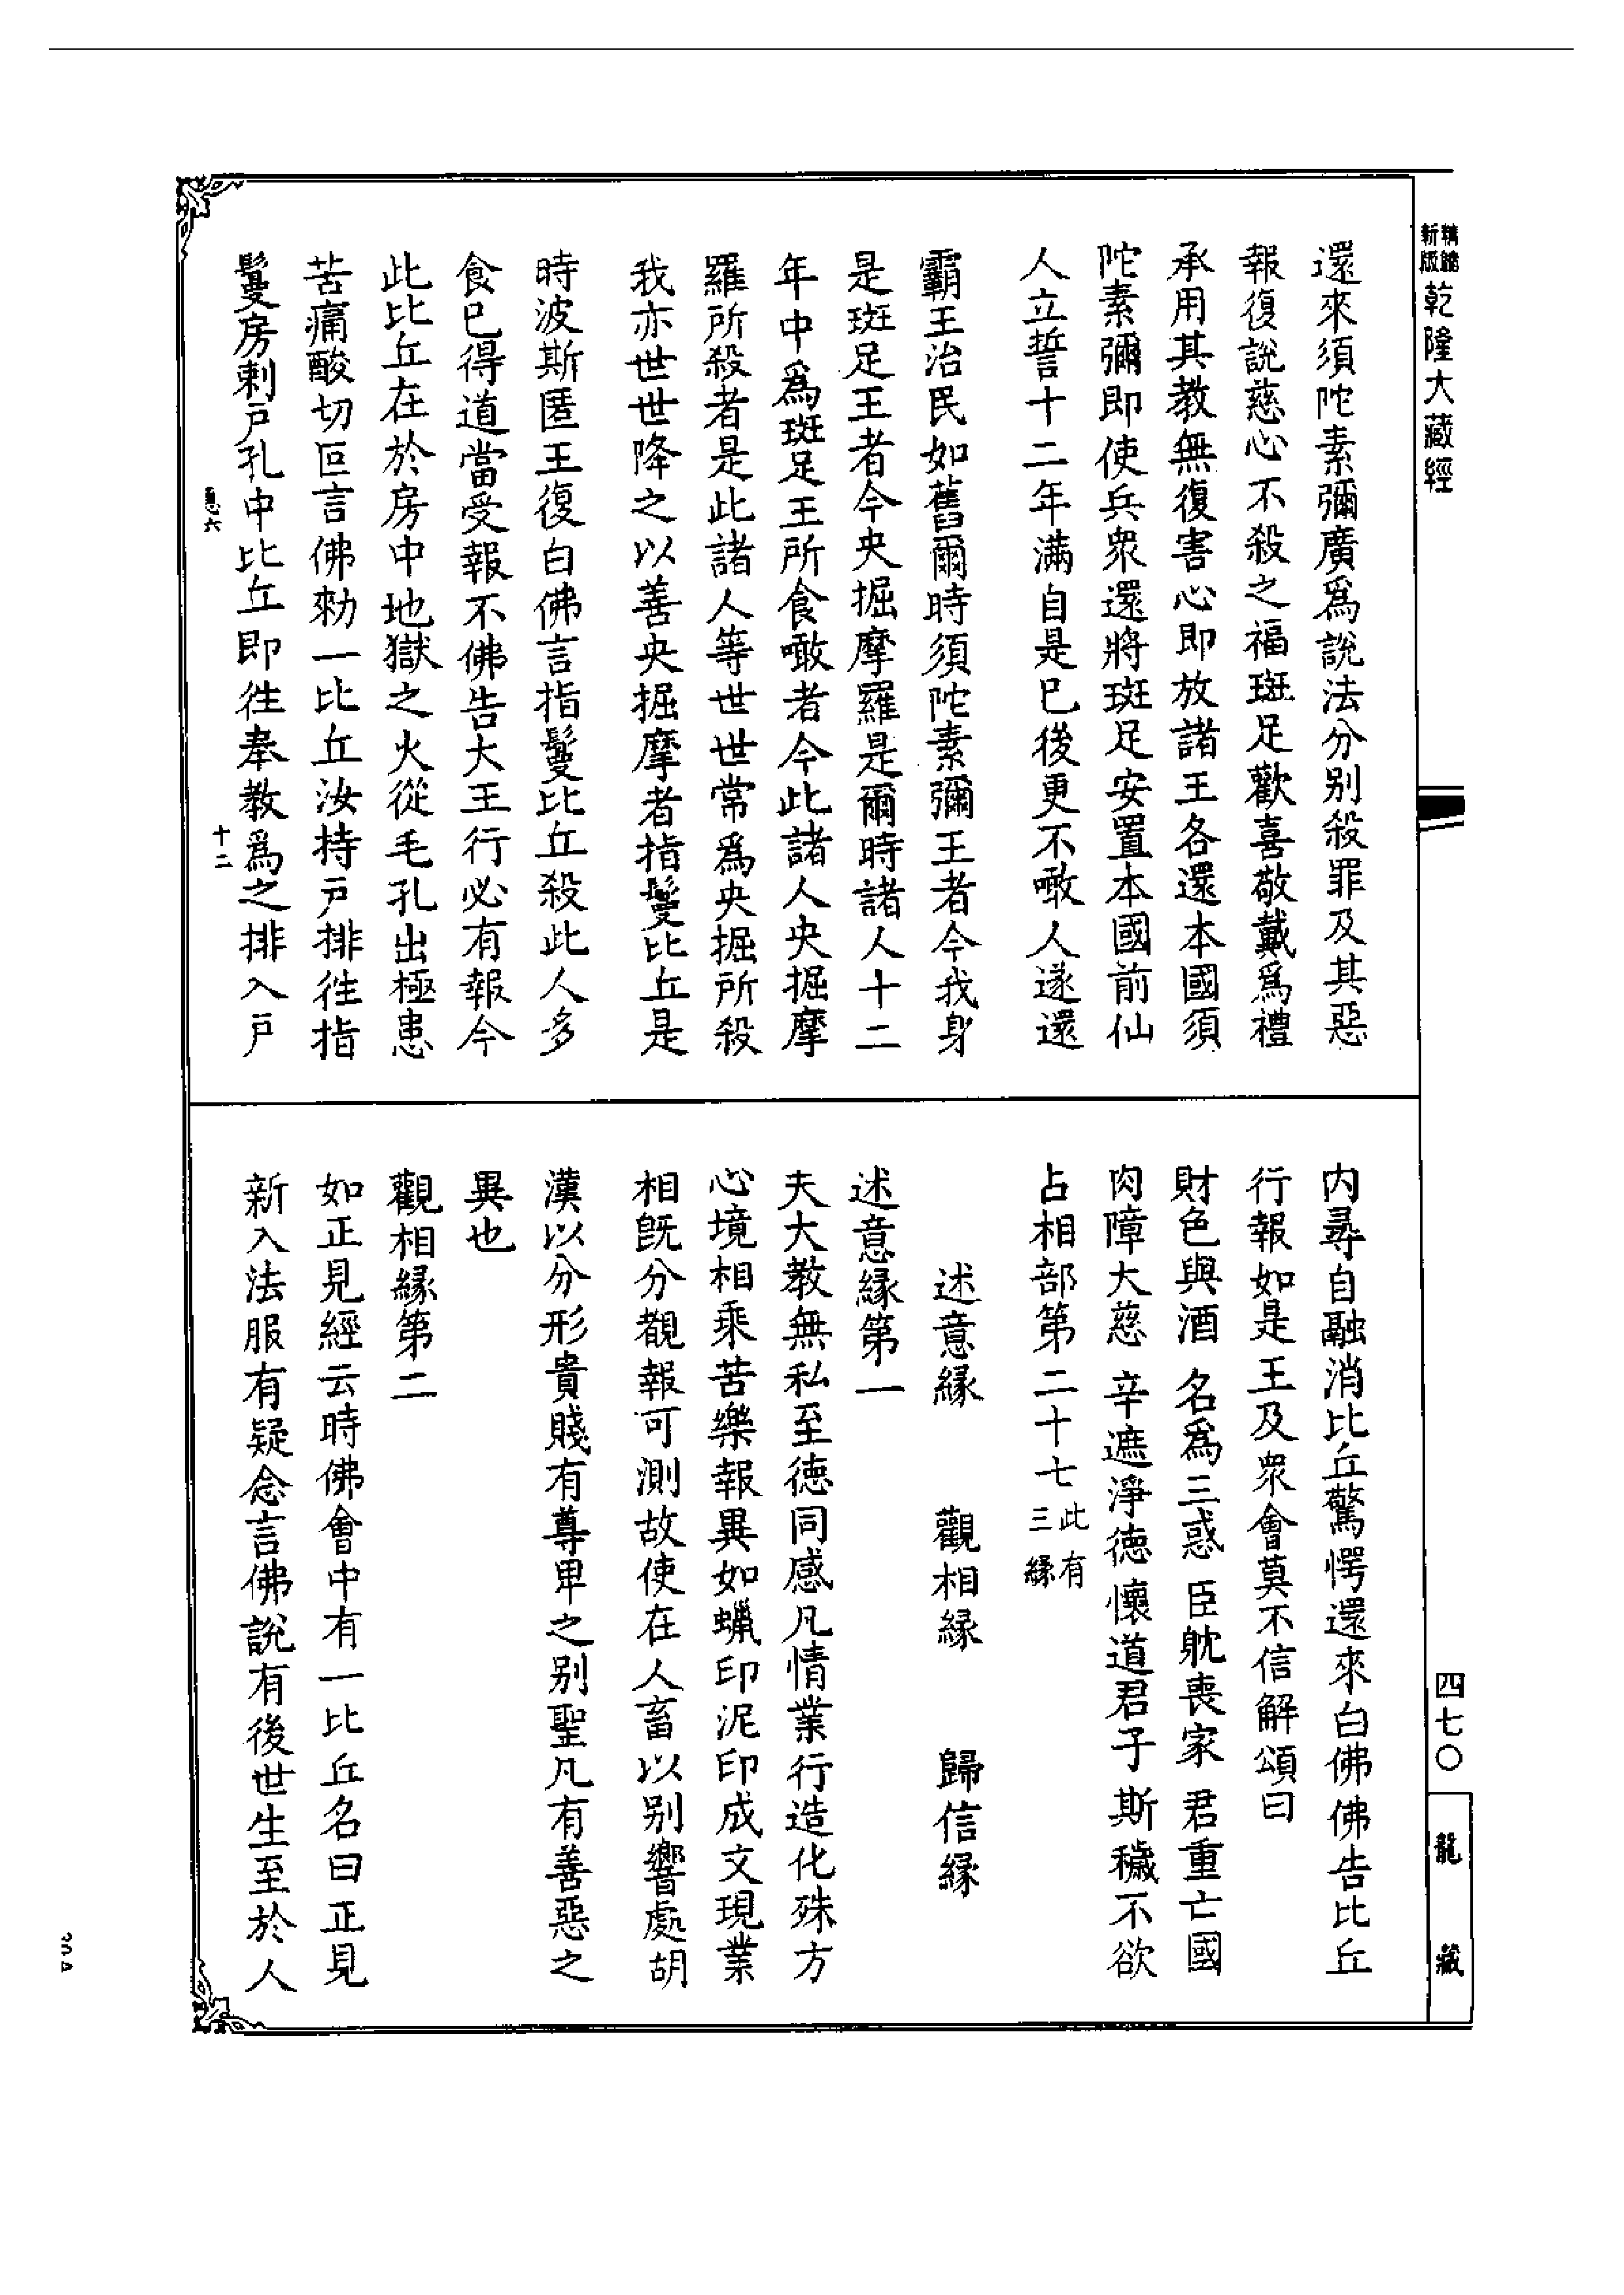 新版
精縮
乾隆大藏經
還來須陀素彌廣爲說法分别殺罪及其惡
報復說慈心不殺之福斑足歡喜敬戴爲禮
承用其教無復害心即放諸王各還本國須
陀素彌即使兵衆還將斑足安置本國前仙
人立誓十二年滿自是已後更不噉人遂還
霸王治民如舊爾時須陀素彌王者今我身
是斑足王者今央掘摩羅是爾時諸人十二
年中爲斑足王所食噉者今此諸人央掘摩
羅所殺者是此諸人等世世常爲央掘所殺
我亦世世降之以善央掘摩者指鬘比丘是
時波斯匿王復白佛言指鬘比丘殺此人多
食已得道當受報不佛告大王行必有報今
此比丘在於房中地獄之火從毛孔出極患
苦痛酸切叵言佛勑一比丘汝持戸排徃指
鬘房剌戸孔中比丘即徃奉教爲之排入戸
十二
内尋自融消比丘驚愕還來白佛佛告比丘
行報如是王及衆會莫不信解頌曰
財色與酒 名爲三惑 臣躭喪家 君重亡國
肉障大慈 辛遮淨德 懷道君子 斯穢不欲
占相部第二十七此有三緣
述意緣 觀相緣 歸信緣
述意緣第一
夫大教無私至德同感凡情業行造化殊方
心境相乘苦樂報異如蠟印泥印成文現業
相旣分覩報可測故使在人畜以别響處胡
漢以分形貴賤有尊卑之别聖凡有善惡之
異也
觀相緣第二
如正見經云時佛會中有一比丘名曰正見
新入法服有疑念言佛說有後世生至於人
四七〇
龍藏